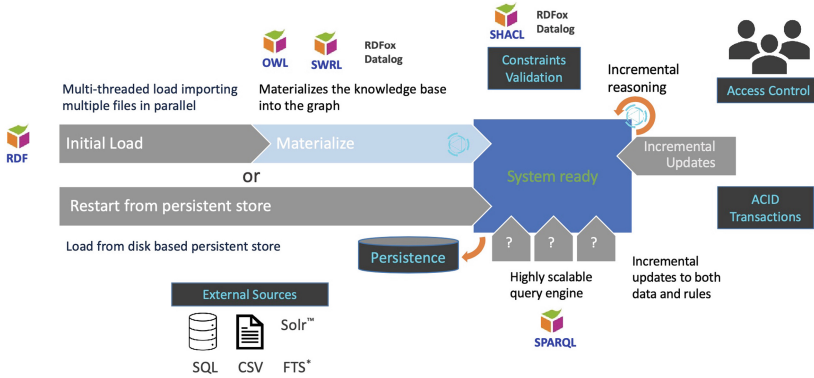 SHACL
RDFox
Datalog
OWL
SWRL
RDFox
Datalog
Constraints
Validation
Incremental
reasoning
Access Control
Multi-threaded load importing
multiple files in parallel
Materializes the knowledge base
into the graph
RDF
Initial Load
Materialize
System ready
Incremental
Updates
or
Restart from persistent store
ACID
Transactions
Load from disk based persistent store
Persistence
? ? ?
Highly scalable
query engine
Incremental
updates to both
data and rules
External Sources
SPARQL
Solr™
SQL
CSV
FTS*